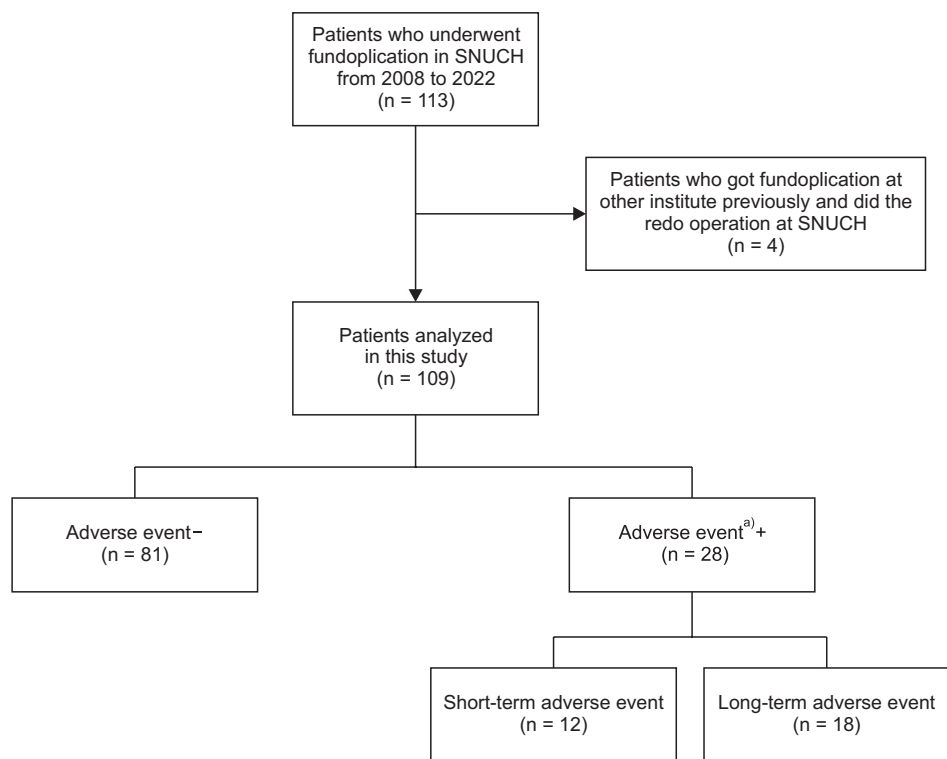 Patients who underwent
fundoplication in SNUCH
from 2008 to 2022
(n = 113)
Patients who got fundoplication at
other institute previously and did the
redo operation at SNUCH
(n = 4)
Patients analyzed
in this study
(n = 109)
Adverse event−
(n = 81)
Adverse event a)+
(n = 28)
Short-term adverse event
(n = 12)
Long-term adverse event
(n = 18)